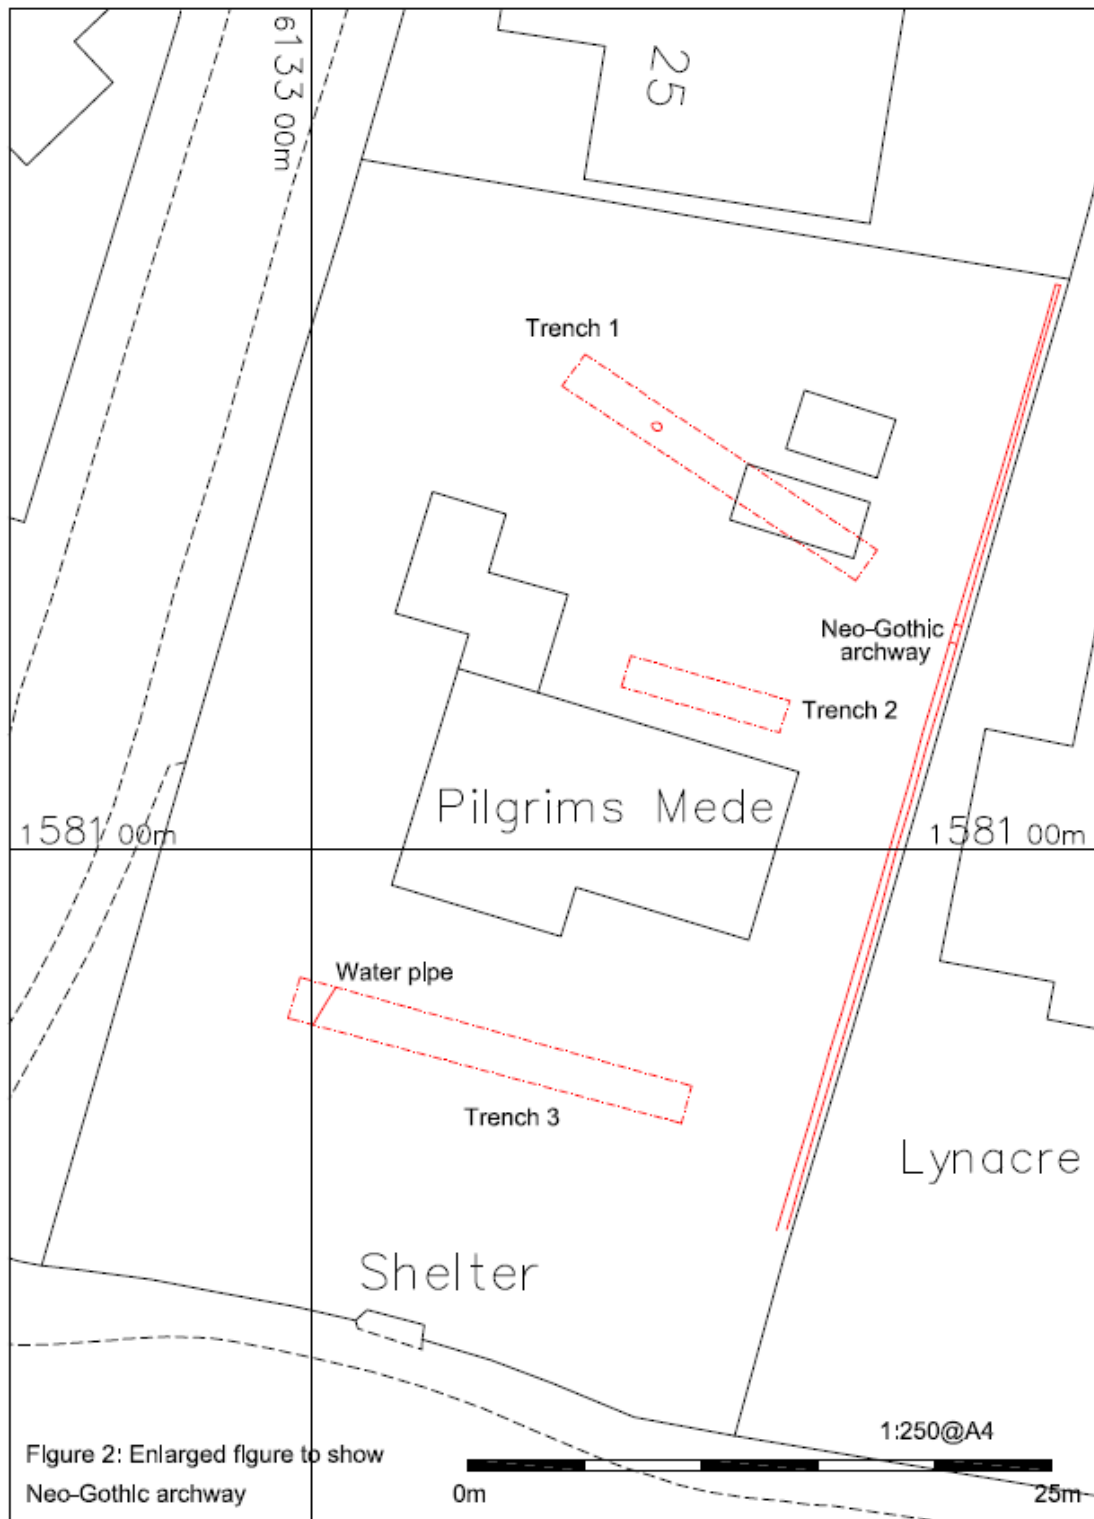 6133 00m
25
Trench 1
Neo-Gothic
archway
Trench 2
Pilgrims Mede
1581 00m
1581 00m
Water pipe
Trench 3
Lynacre
Shelter
1:250@A4
Figure 2: Enlarged figure to show
Neo-Gothic archway
0m
25m